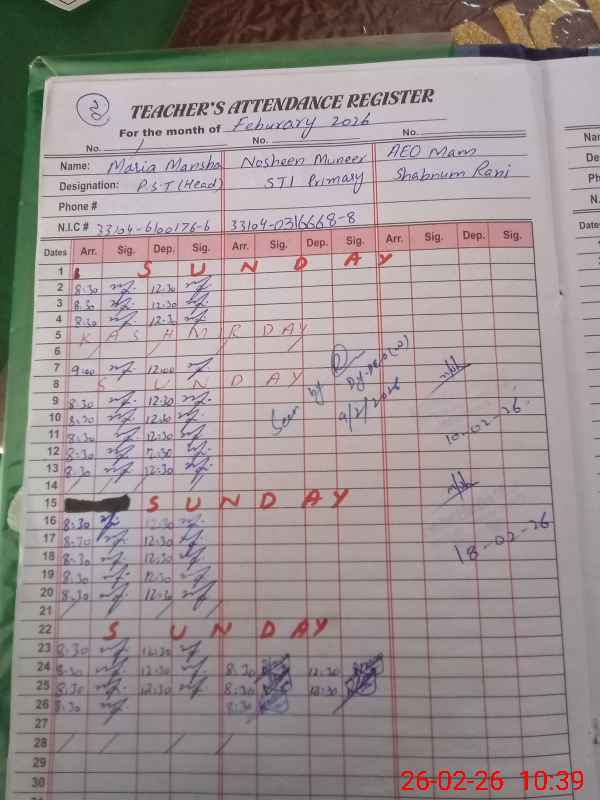 2
TEACHER'S ATTENDANCE REGISTER
For the month of Feburary 2026
No. 1 No. No.
Name: Maria Mansha Nosheen Muneer AEO Mam
Designation: P.S.T (Head) STI Primary Shabnum Rani
Phone #
N.I.C # 33104-6100176-6 33104-0316668-8
Dates Arr. Sig. Dep. Sig. Arr. Sig. Dep. Sig. Arr. Sig. Dep. Sig.
1 SUNDAY
2 8:30 12:30
3 8:30 12:30
4 8:30 12:30
5 KASHMIR DAY
6
7 9:00 12:00
8 SUNDAY
9 8:30 12:30
10 8:30 12:30
11 8:30 12:30
12 8:30 12:30
13 8:30 12:30
Seen by
9/2/2026
10-02-26
14
15 SUNDAY
16 8:30 12:30
17 8:30 12:30
18 8:30 12:30
18-02-26
19 8:30 12:30
20 8:30 12:30
21
22 SUNDAY
23 8:30 12:30
24 8:30 12:30 8:30 12:30
25 8:30 12:30 8:30 12:30
26 8:30 8:30
27
28
29
30
26-02-26 10:39